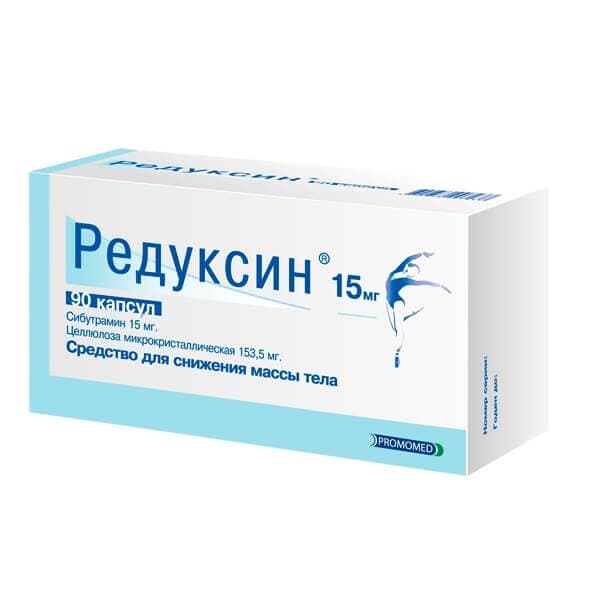 Редуксин ®
Редуксин®
15мг
90 капсул
Сибутрамин 15 мг.
Целлюлоза микрокристаллическая 153,5 мг.
Средство для снижения массы тела
PROMOMED
Номер серии:
Годен до: